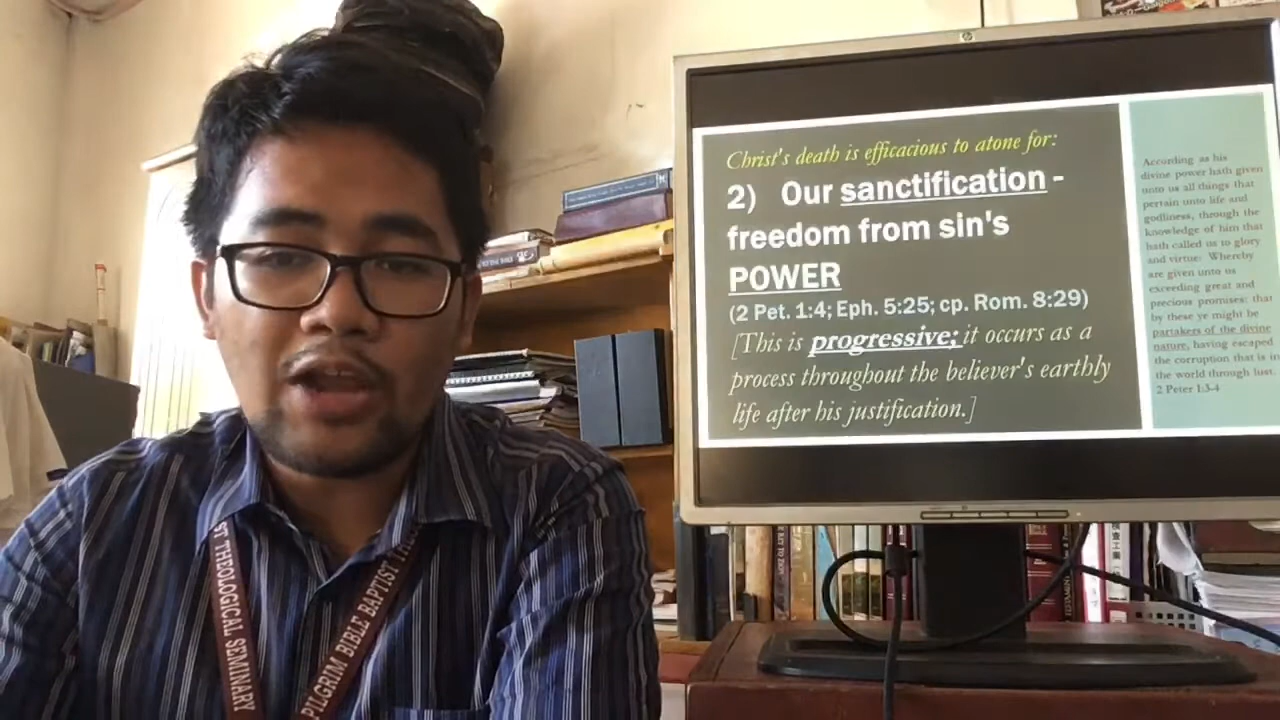 Christ's death is efficacious to atone for:
2) Our sanctification -
freedom from sin's
POWER
(2 Pet. 1:4; Eph. 5:25; cp. Rom. 8:29)
[This is progressive; it occurs as a
process throughout the believer's earthly
life after his justification.]
According as his
divine power hath given
unto us all things that
pertain unto life and
godliness, through the
knowledge of him that
hath called us to glory
and virtue: Whereby
are given unto us
exceeding great and
precious promises: that
by these ye might be
partakers of the divine
nature, having escaped
the corruption that is in
the world through lust.
2 Peter 1:3-4
ST THEOLOGICAL SEMINARY
PILGRIM BIBLE BAPTIST